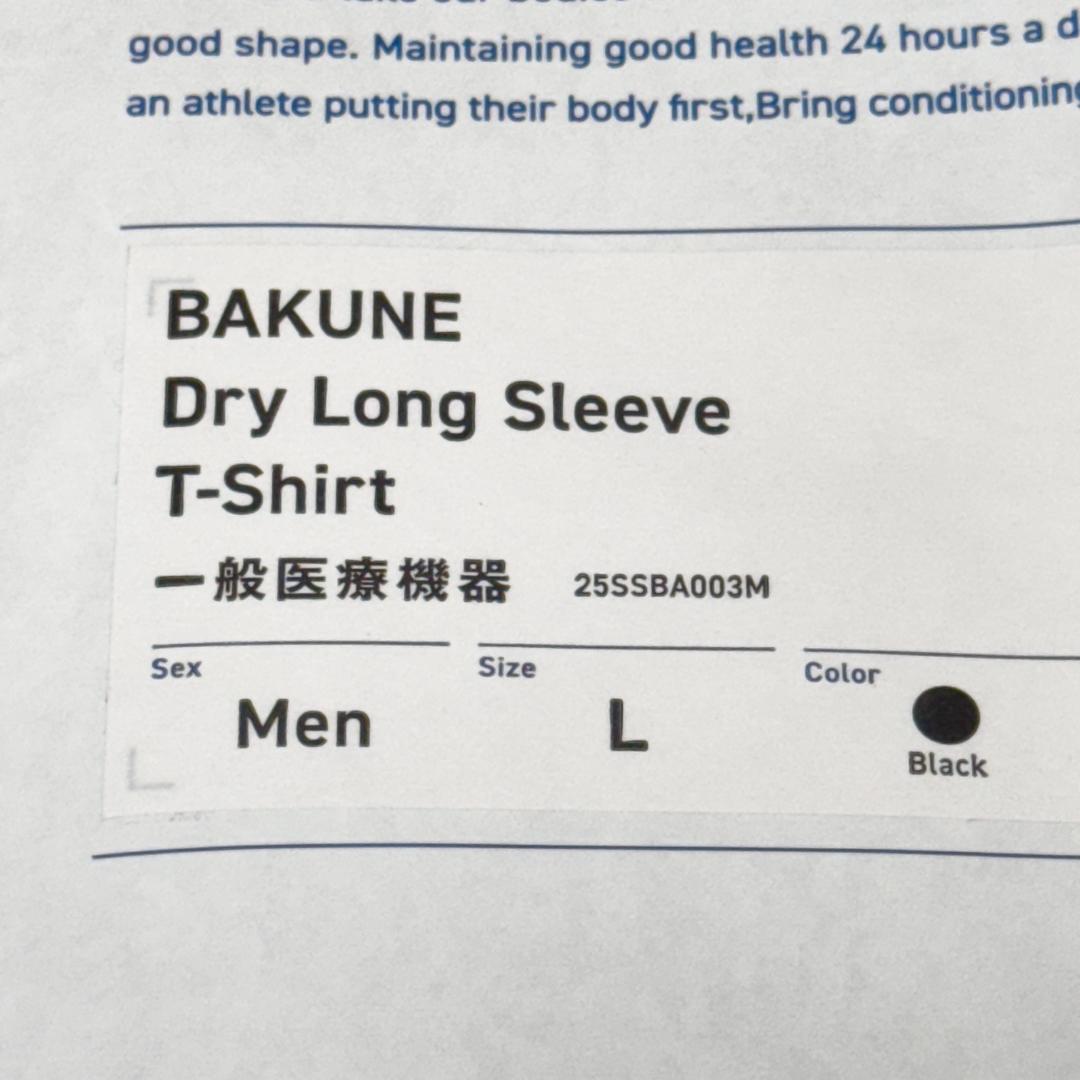 good shape. Maintaining good health 24 hours a d
an athlete putting their body first,Bring conditioning
BAKUNE
Dry Long Sleeve
T-Shirt
一般医療機器 25SSBA003M
Sex Size Color
Men L
Black